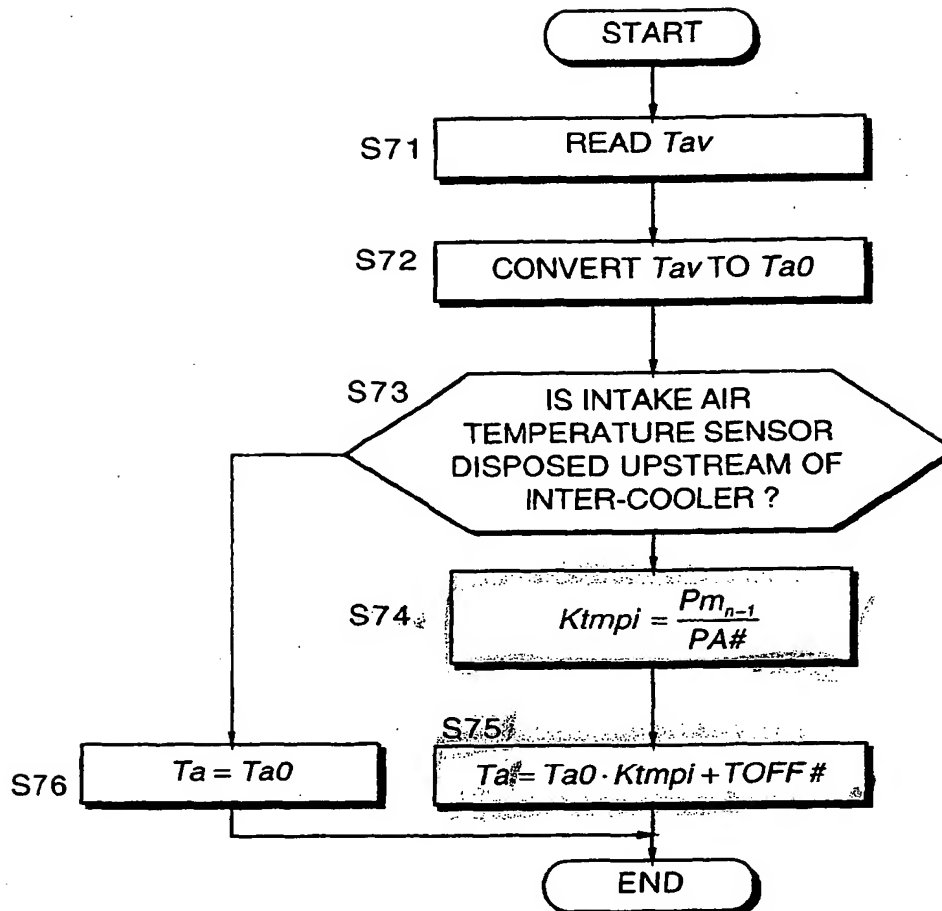 START
S71
READ Tav
S72
CONVERT Tav TO Ta0
S73
IS INTAKE AIR
TEMPERATURE SENSOR
DISPOSED UPSTREAM OF
INTER-COOLER ?
S74
Ktmpi = Pm_{n-1} / PA#
S75
Ta = Ta0 · Ktmpi + TOFF #
S76
Ta = Ta0
END